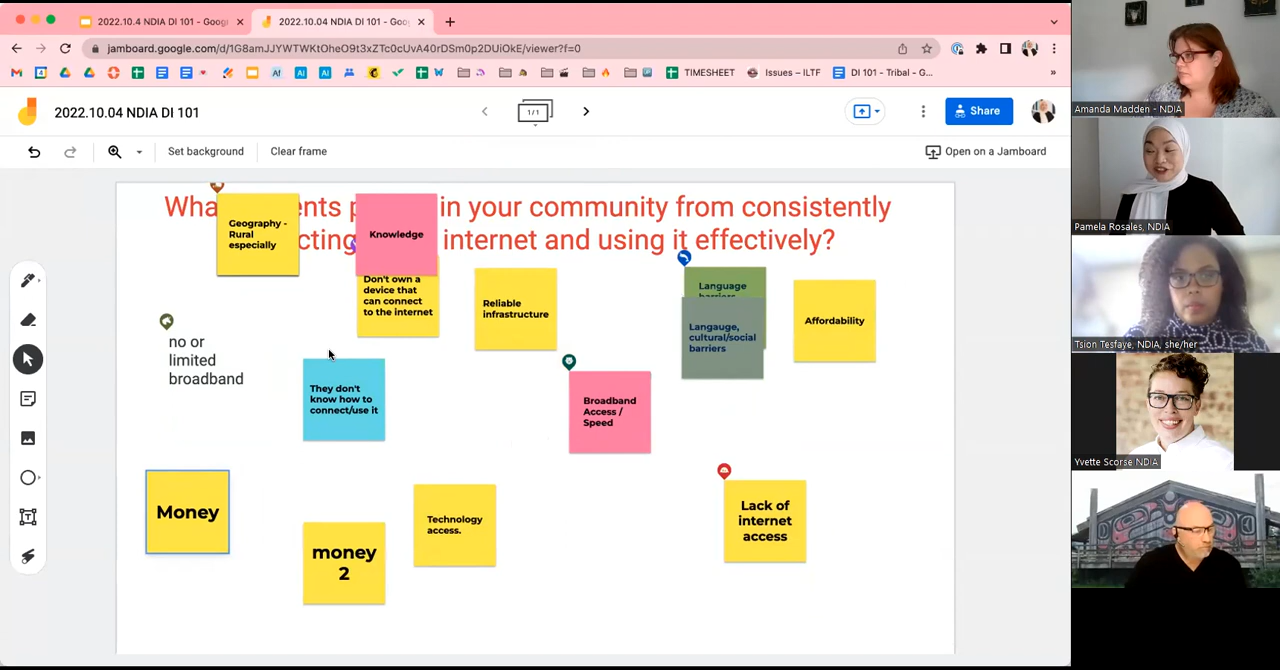 2022.10.4 NDIA DI 101 - Goog
2022.10.04 NDIA DI 101 - Goog
jamboard.google.com/d/1G8amJJYWTWKtOheO9t3xZTc0cUvA40rDSm0p2DUiOkE/viewer?f=0
TIMESHEET
Issues – ILTF
DI 101 - Tribal - G...
2022.10.04 NDIA DI 101
1/1
Share
Set background
Clear frame
Open on a Jamboard
Wha ents p in your community from consistently
cting internet and using it effectively?
Geography -
Rural
especially
Knowledge
Don't own a
device that
can connect
to the internet
Reliable
infrastructure
Language
barriers
Langauge,
cultural/social
barriers
Affordability
no or
limited
broadband
They don't
know how to
connect/use it
Broadband
Access /
Speed
Money
money
2
Technology
access.
Lack of
internet
access
Amanda Madden - NDIA
Pamela Rosales, NDIA
Tsion Tesfaye, NDIA, she/her
Yvette Scorse NDIA